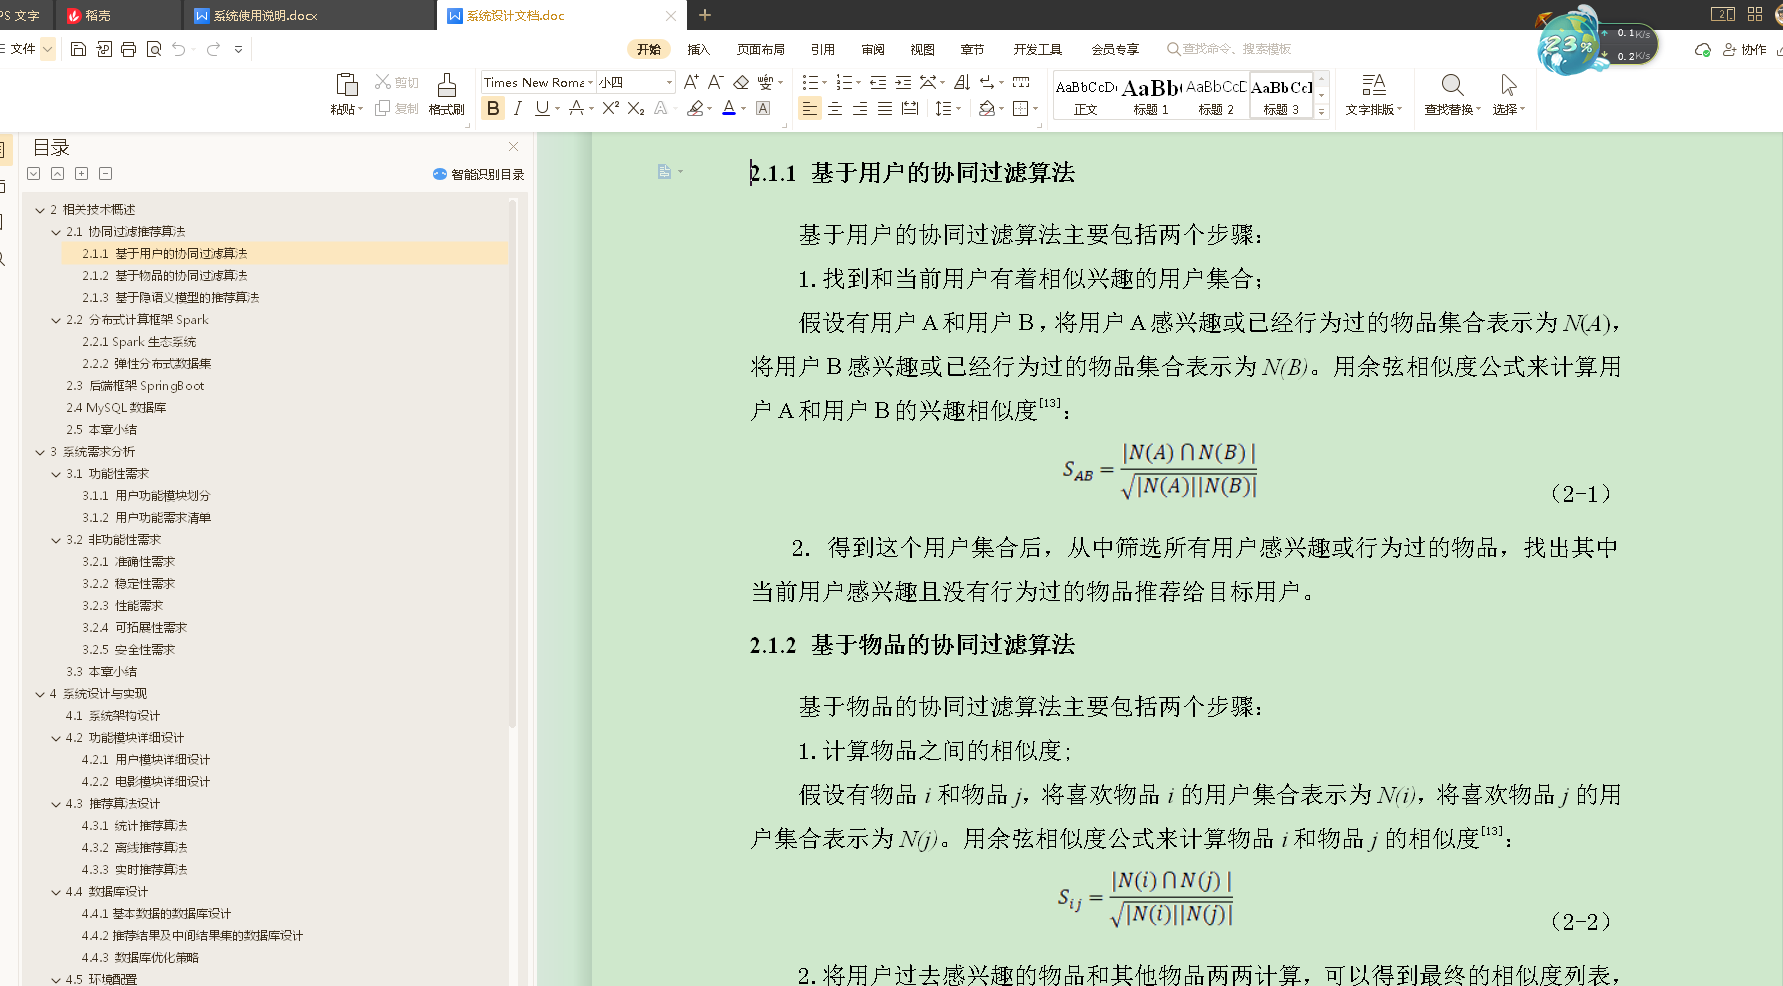 PS 文字
稻壳
系统使用说明.docx
系统设计文档.doc
文件
开始
插入
页面布局
引用
审阅
视图
章节
开发工具
会员专享
查找命令、搜索模板
23%
0.1K/s
0.2K/s
协作
粘贴
剪切
复制
格式刷
Times New Roma
小四
AaBbCcDc
正文
AaBb(
标题 1
AaBbCcD
标题 2
AaBbCcI
标题 3
文字排版
查找替换
选择
目录
智能识别目录
2 相关技术概述
2.1 协同过滤推荐算法
2.1.1 基于用户的协同过滤算法
2.1.2 基于物品的协同过滤算法
2.1.3 基于隐语义模型的推荐算法
2.2 分布式计算框架 Spark
2.2.1 Spark 生态系统
2.2.2 弹性分布式数据集
2.3 后端框架 SpringBoot
2.4 MySQL 数据库
2.5 本章小结
3 系统需求分析
3.1 功能性需求
3.1.1 用户功能模块划分
3.1.2 用户功能需求清单
3.2 非功能性需求
3.2.1 准确性需求
3.2.2 稳定性需求
3.2.3 性能需求
3.2.4 可拓展性需求
3.2.5 安全性需求
3.3 本章小结
4 系统设计与实现
4.1 系统架构设计
4.2 功能模块详细设计
4.2.1 用户模块详细设计
4.2.2 电影模块详细设计
4.3 推荐算法设计
4.3.1 统计推荐算法
4.3.2 离线推荐算法
4.3.3 实时推荐算法
4.4 数据库设计
4.4.1 基本数据的数据库设计
4.4.2 推荐结果及中间结果集的数据库设计
4.4.3 数据库优化策略
4.5 环境配置
2.1.1 基于用户的协同过滤算法
基于用户的协同过滤算法主要包括两个步骤：
1.找到和当前用户有着相似兴趣的用户集合；
假设有用户 A 和用户 B，将用户 A 感兴趣或已经行为过的物品集合表示为 N(A)，
将用户 B 感兴趣或已经行为过的物品集合表示为 N(B)。用余弦相似度公式来计算用
户 A 和用户 B 的兴趣相似度[13]：
S_AB = |N(A)⋂N(B)| / √|N(A)||N(B)|
（2-1）
2. 得到这个用户集合后，从中筛选所有用户感兴趣或行为过的物品，找出其中
当前用户感兴趣且没有行为过的物品推荐给目标用户。
2.1.2 基于物品的协同过滤算法
基于物品的协同过滤算法主要包括两个步骤：
1.计算物品之间的相似度；
假设有物品 i 和物品 j，将喜欢物品 i 的用户集合表示为 N(i)，将喜欢物品 j 的用
户集合表示为 N(j)。用余弦相似度公式来计算物品 i 和物品 j 的相似度[13]：
S_ij = |N(i)⋂N(j)| / √|N(i)||N(j)|
（2-2）
2.将用户过去感兴趣的物品和其他物品两两计算，可以得到最终的相似度列表，